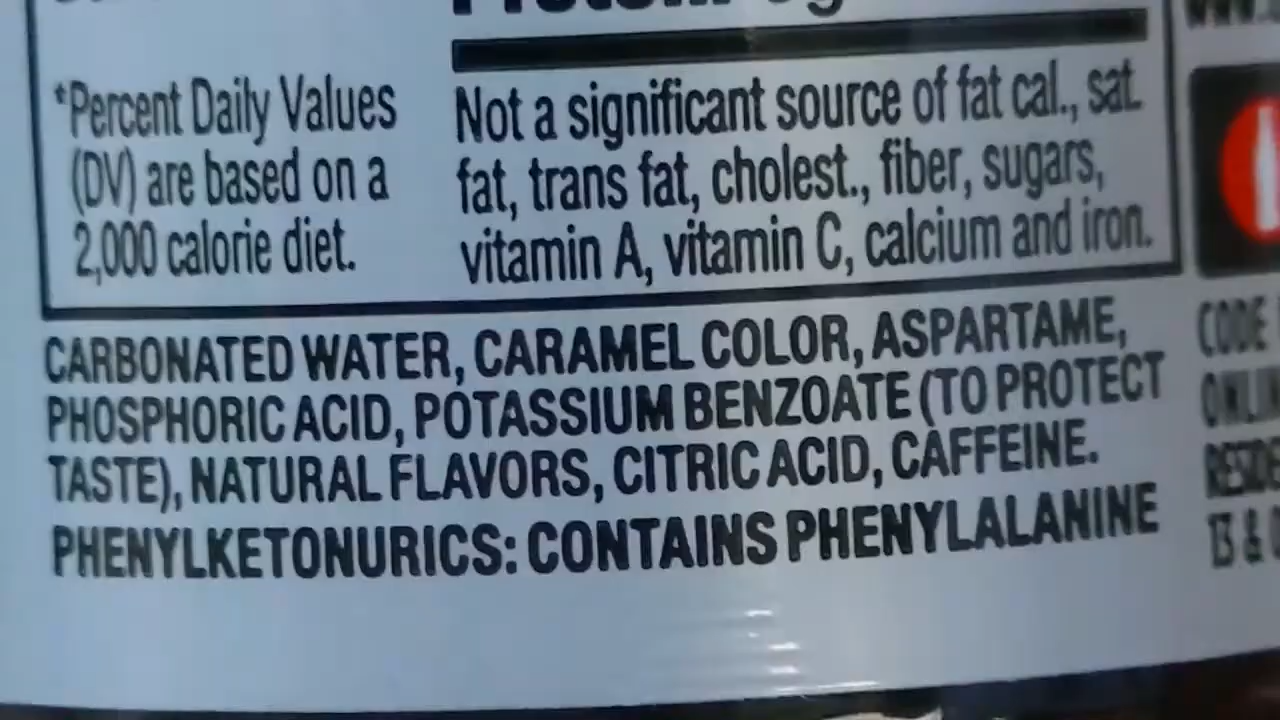 *Percent Daily Values
(DV) are based on a
2,000 calorie diet.
Not a significant source of fat cal., sat.
fat, trans fat, cholest., fiber, sugars,
vitamin A, vitamin C, calcium and iron.
CARBONATED WATER, CARAMEL COLOR, ASPARTAME,
PHOSPHORIC ACID, POTASSIUM BENZOATE (TO PROTECT
TASTE), NATURAL FLAVORS, CITRIC ACID, CAFFEINE.
PHENYLKETONURICS: CONTAINS PHENYLALANINE
CODE
13 &